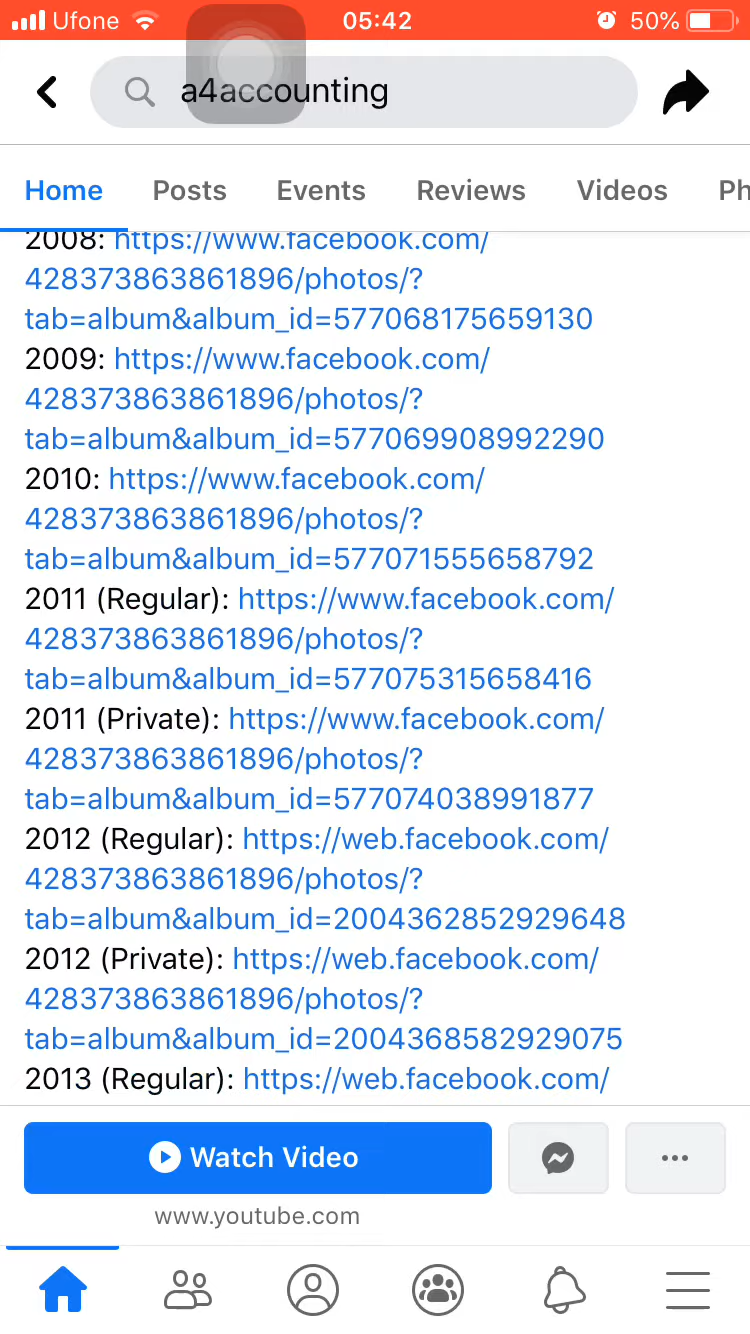 Ufone 05:42 50%
a4accounting
Home Posts Events Reviews Videos Ph
2008: https://www.facebook.com/
428373863861896/photos/?
tab=album&album_id=577068175659130
2009: https://www.facebook.com/
428373863861896/photos/?
tab=album&album_id=577069908992290
2010: https://www.facebook.com/
428373863861896/photos/?
tab=album&album_id=577071555658792
2011 (Regular): https://www.facebook.com/
428373863861896/photos/?
tab=album&album_id=577075315658416
2011 (Private): https://www.facebook.com/
428373863861896/photos/?
tab=album&album_id=577074038991877
2012 (Regular): https://web.facebook.com/
428373863861896/photos/?
tab=album&album_id=2004362852929648
2012 (Private): https://web.facebook.com/
428373863861896/photos/?
tab=album&album_id=2004368582929075
2013 (Regular): https://web.facebook.com/
Watch Video
www.youtube.com